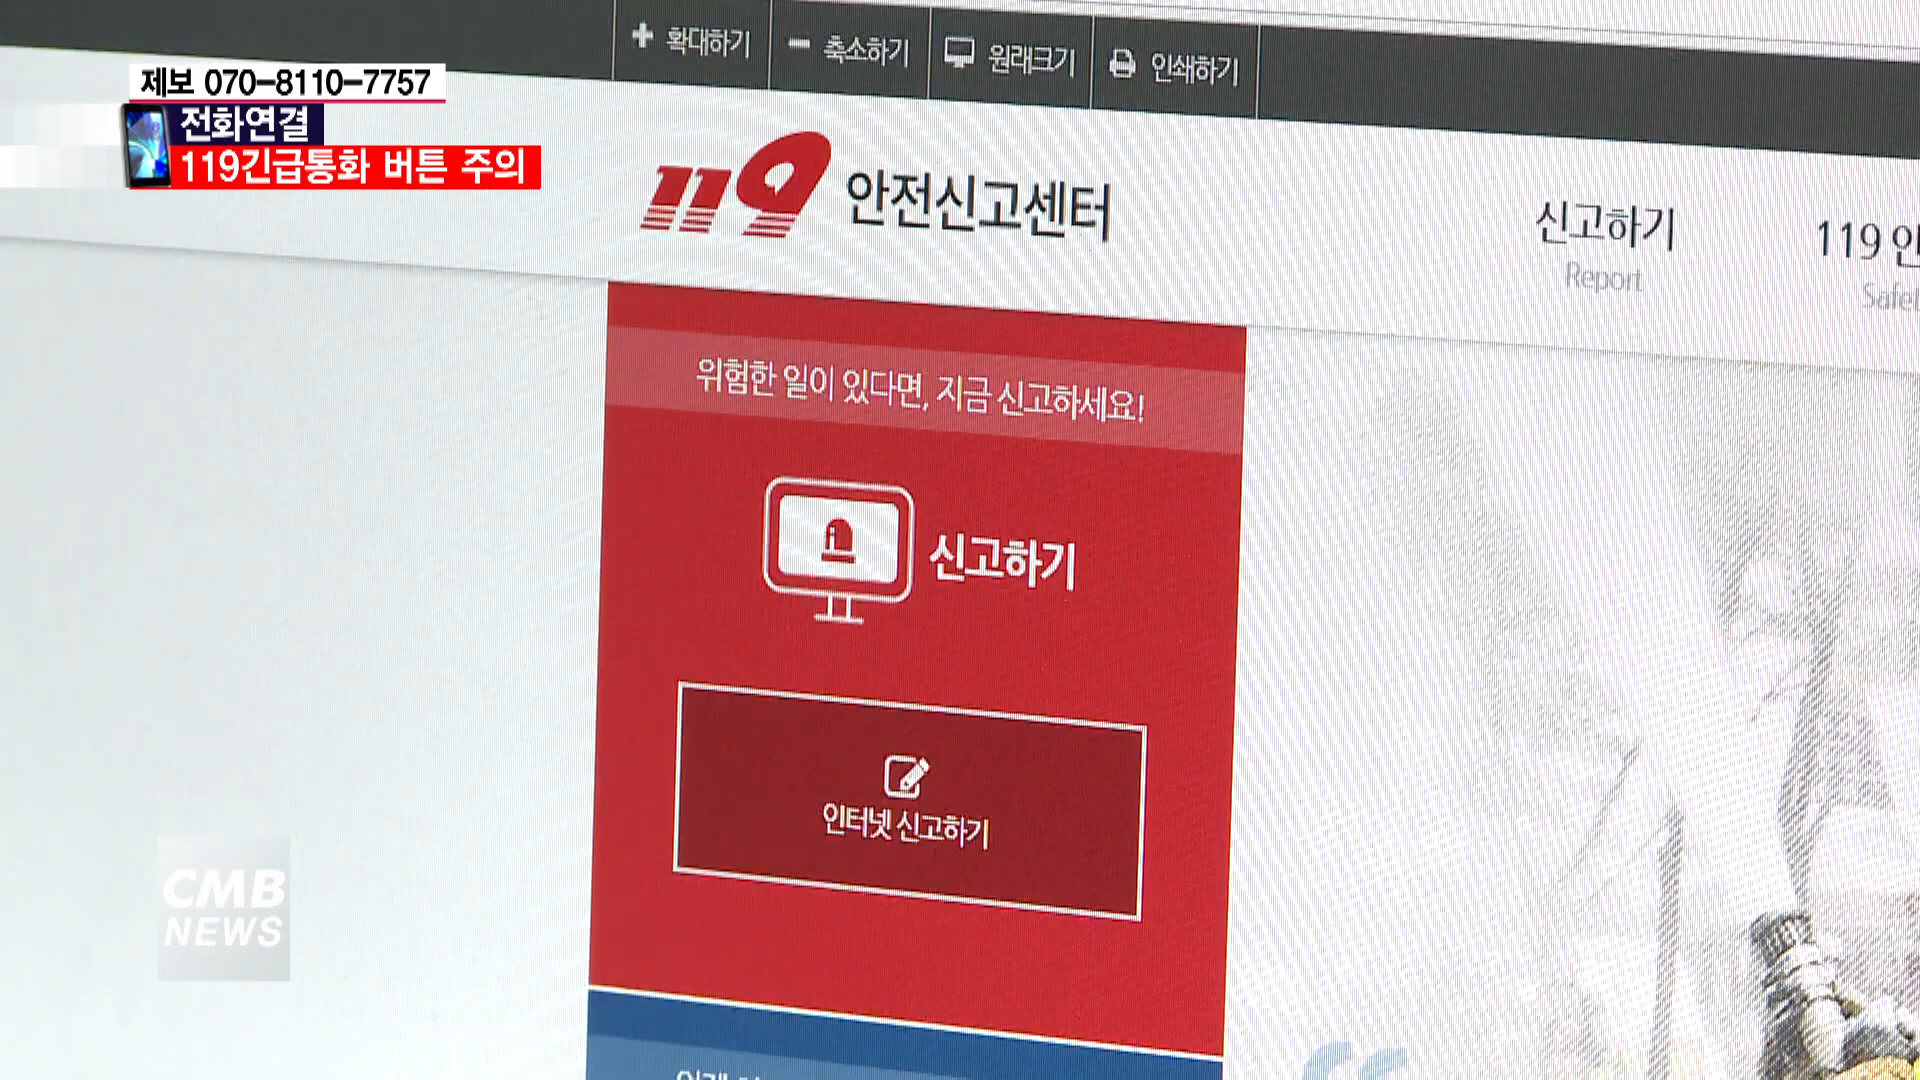 확대하기 축소하기 원래크기 인쇄하기
제보 070-8110-7757
전화연결
119긴급통화 버튼 주의
119 안전신고센터
신고하기
Report
119
위험한 일이 있다면, 지금 신고하세요!
신고하기
인터넷 신고하기
CMB
NEWS